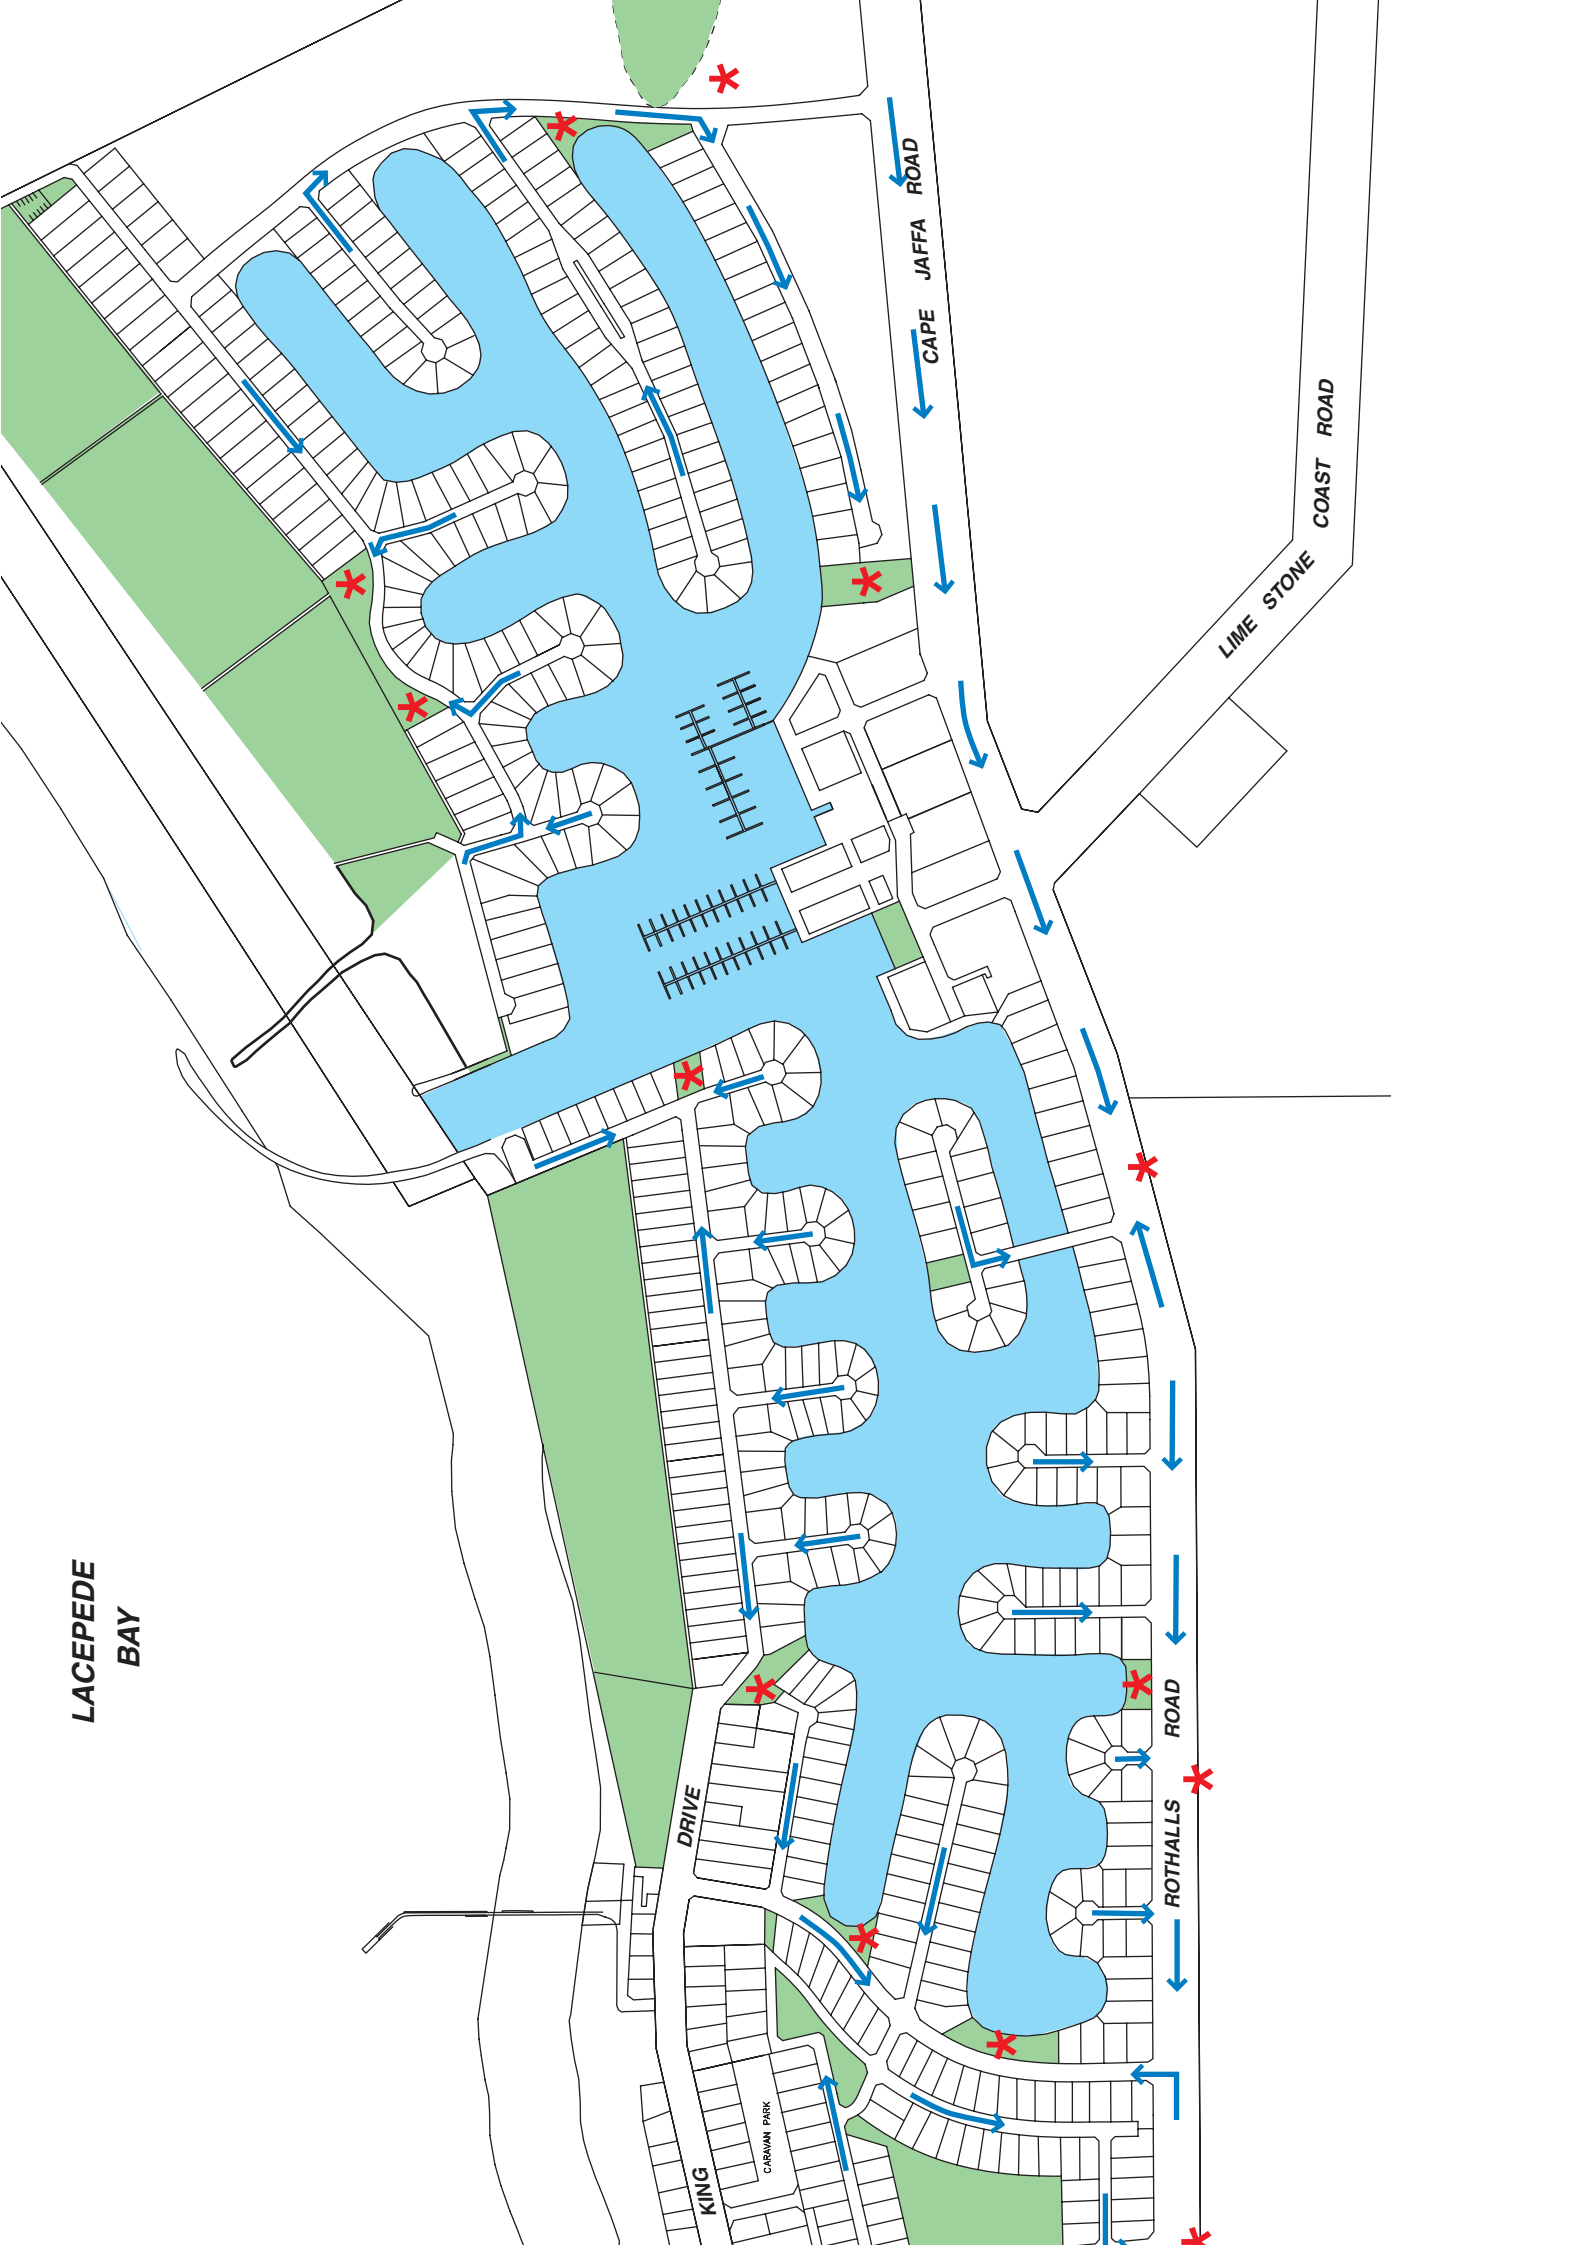 CAPE JAFFA ROAD
LIME STONE COAST ROAD
LACEPEDE
BAY
ROTHALLS ROAD
KING DRIVE
CARAVAN PARK